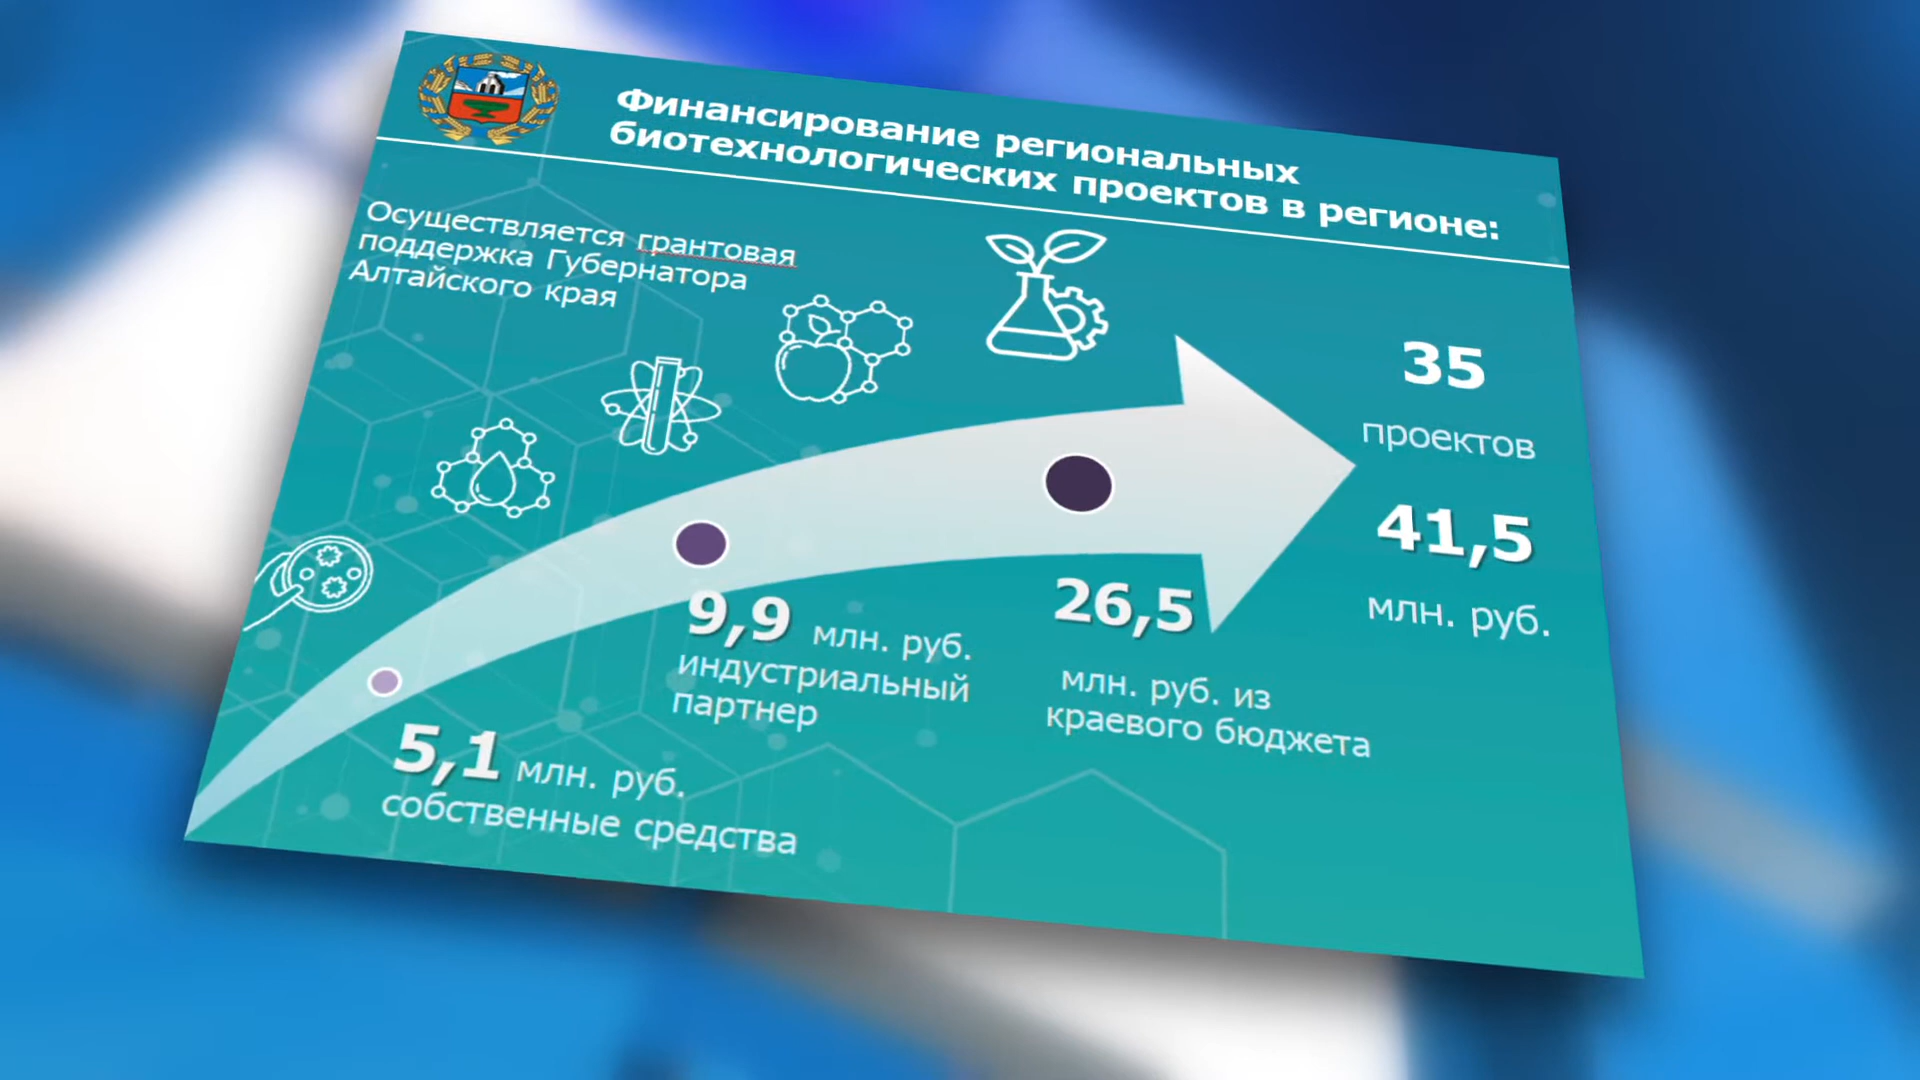 Финансирование региональных
биотехнологических проектов в регионе:
Осуществляется грантовая
поддержка Губернатора
Алтайского края
35
проектов
41,5
млн. руб.
26,5
млн. руб. из
краевого бюджета
9,9 млн. руб.
индустриальный
партнер
5,1 млн. руб.
собственные средства